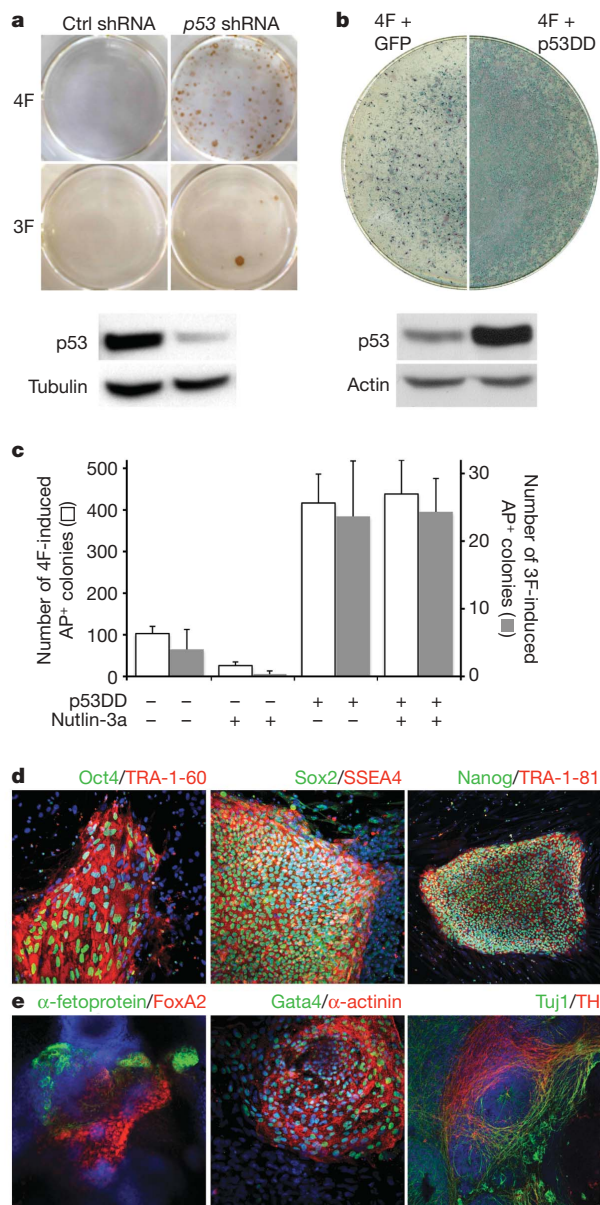 a
Ctrl shRNA p53 shRNA
4F
3F
p53
Tubulin
b
4F + GFP
4F + p53DD
p53
Actin
c
Number of 4F-induced AP+ colonies (□)
500
400
300
200
100
0
30
20
10
0
Number of 3F-induced AP+ colonies (■)
p53DD – – – – + + + +
Nutlin-3a – – + + – – + +
d
Oct4/TRA-1-60
Sox2/SSEA4
Nanog/TRA-1-81
e
α-fetoprotein/FoxA2
Gata4/α-actinin
Tuj1/TH